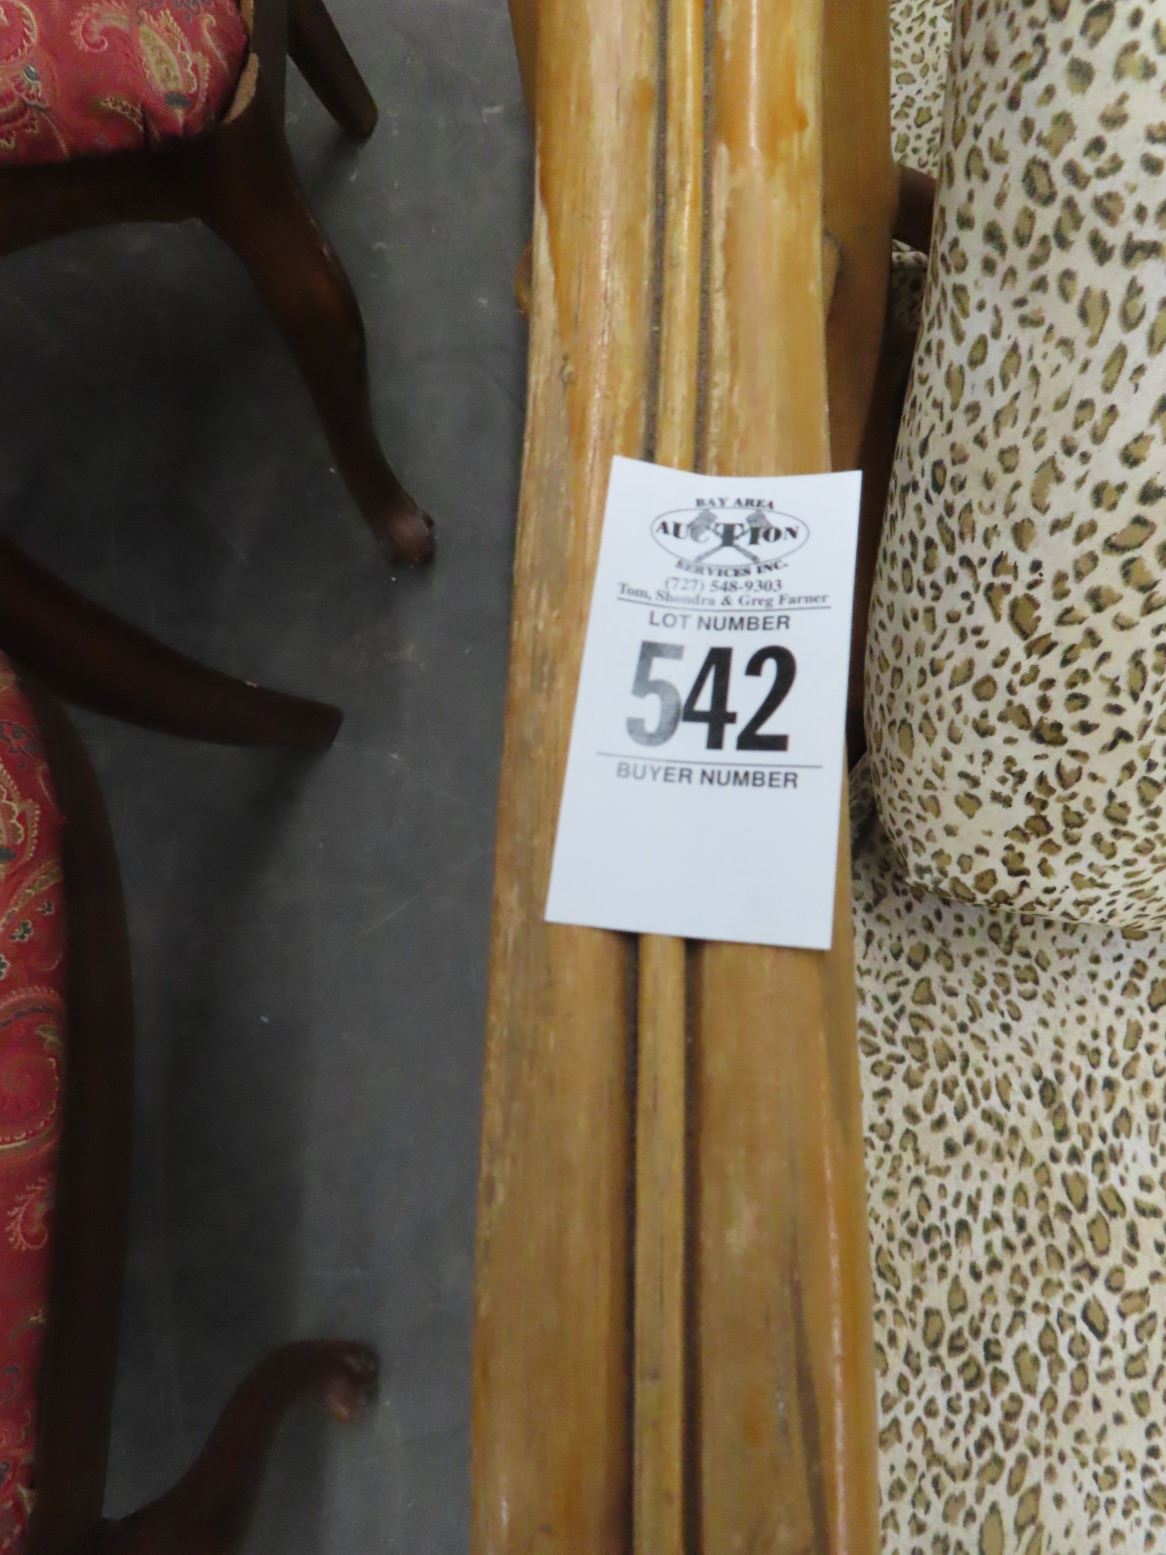 BAY AREA
AUCTION
SERVICES INC.
(727) 548-9303
Tom, Shondra & Greg Farner
LOT NUMBER
542
BUYER NUMBER